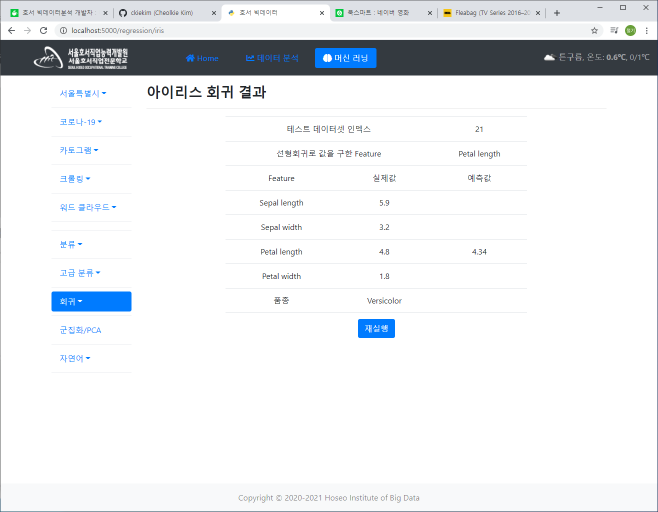 호서 빅데이터분석 개발자
ckiekim (Cheolkie Kim)
호서 빅데이터
북스마트 : 네이버 영화
Fleabag (TV Series 2016–20
localhost:5000/regression/iris
서울호서직업능력개발원
서울호서직업전문학교
Home
데이터 분석
머신 러닝
튼구름, 온도: 0.6℃, 0/1℃
서울특별시
코로나-19
카토그램
크롤링
워드 클라우드
분류
고급 분류
회귀
군집화/PCA
자연어
아이리스 회귀 결과
테스트 데이터셋 인덱스 21
선형회귀로 값을 구한 Feature Petal length
Feature 실제값 예측값
Sepal length 5.9
Sepal width 3.2
Petal length 4.8 4.34
Petal width 1.8
품종 Versicolor
재실행
Copyright © 2020-2021 Hoseo Institute of Big Data